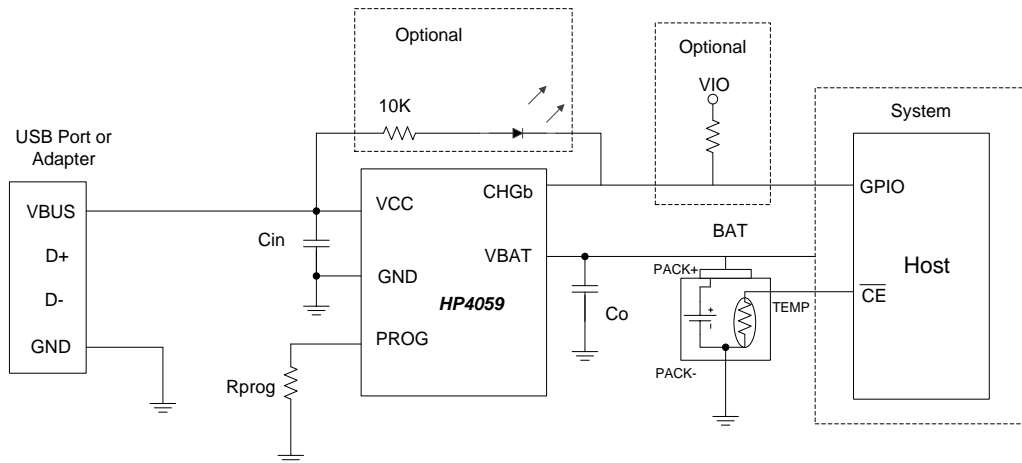 Optional
10K
Optional
VIO
System
USB Port or
Adapter
VBUS
D+
D-
GND
Cin
VCC
GND
PROG
CHGb
VBAT
HP4059
Rprog
Co
BAT
PACK+
+
-
TEMP
PACK-
GPIO
Host
CE